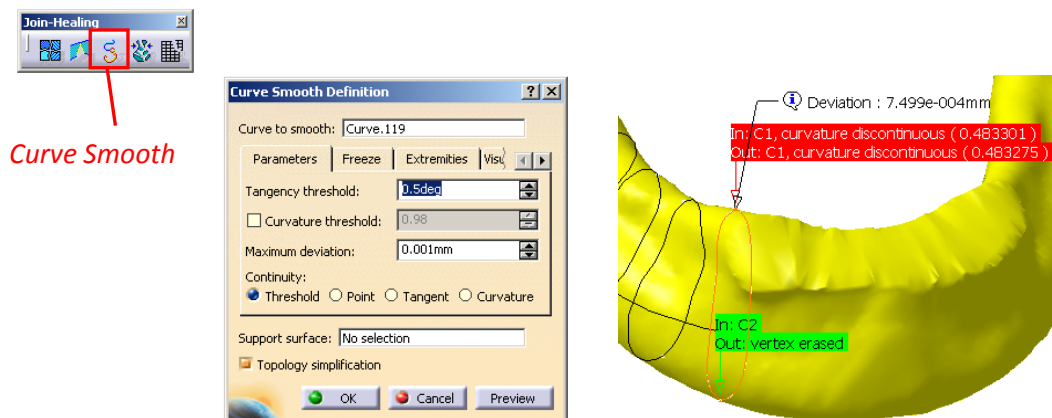 Join-Healing
Curve Smooth
Curve Smooth Definition
Curve to smooth: Curve.119
Parameters Freeze Extremities
Tangency threshold: 0.5deg
Curvature threshold: 0.98
Maximum deviation: 0.001mm
Continuity:
Threshold Point Tangent Curvature
Support surface: No selection
Topology simplification
OK Cancel Preview
Deviation : 7.499e-004mm
In: C1, curvature discontinuous ( 0.483301 )
Out: C1, curvature discontinuous ( 0.483275 )
In: C2
Out: vertex erased